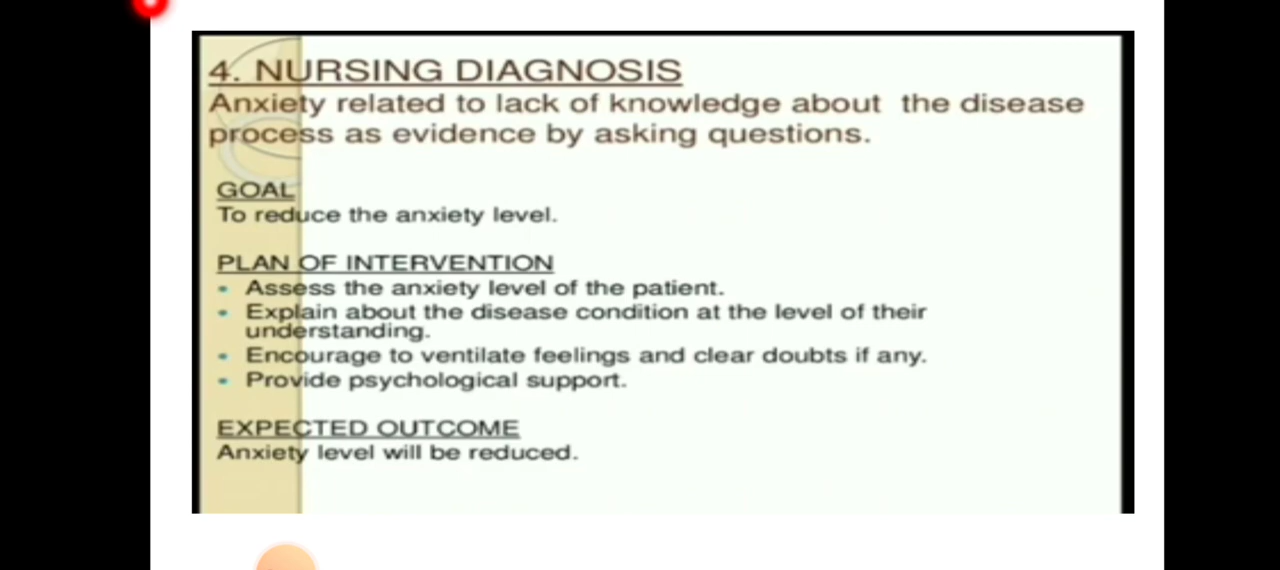 4. NURSING DIAGNOSIS
Anxiety related to lack of knowledge about the disease
process as evidence by asking questions.
GOAL
To reduce the anxiety level.
PLAN OF INTERVENTION
• Assess the anxiety level of the patient.
• Explain about the disease condition at the level of their
understanding.
• Encourage to ventilate feelings and clear doubts if any.
• Provide psychological support.
EXPECTED OUTCOME
Anxiety level will be reduced.